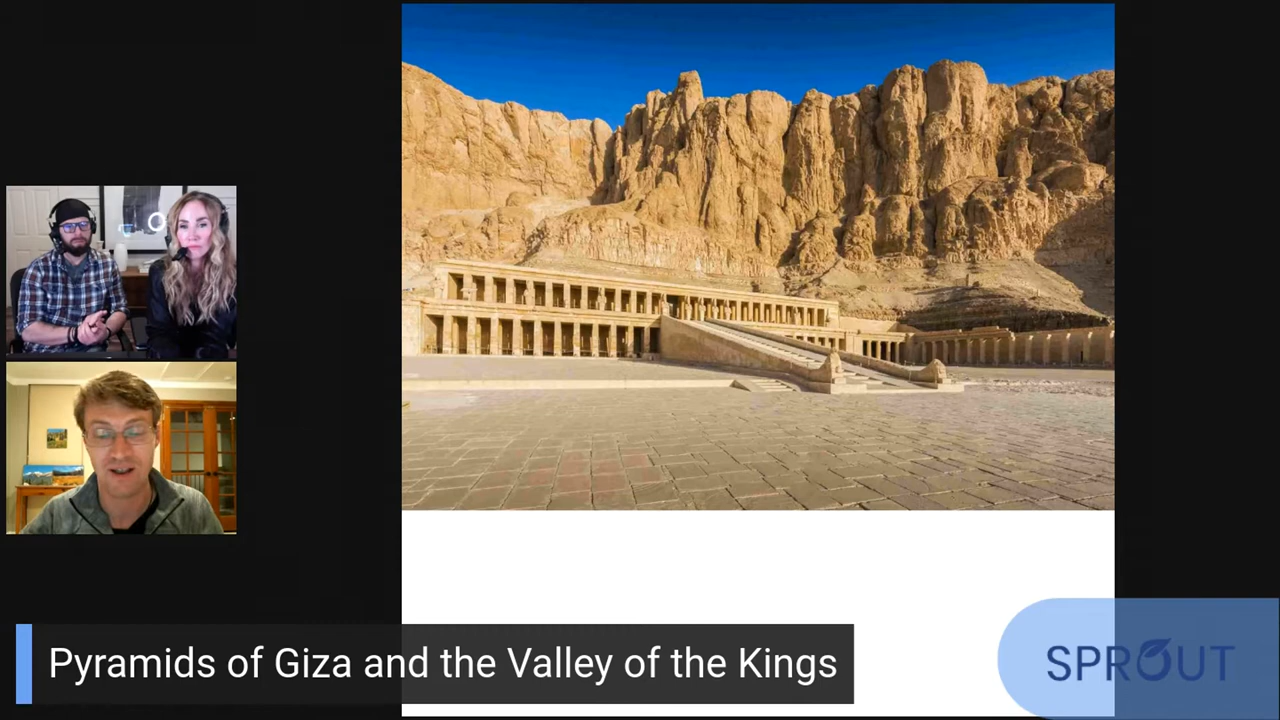 Pyramids of Giza and the Valley of the Kings
SPROUT